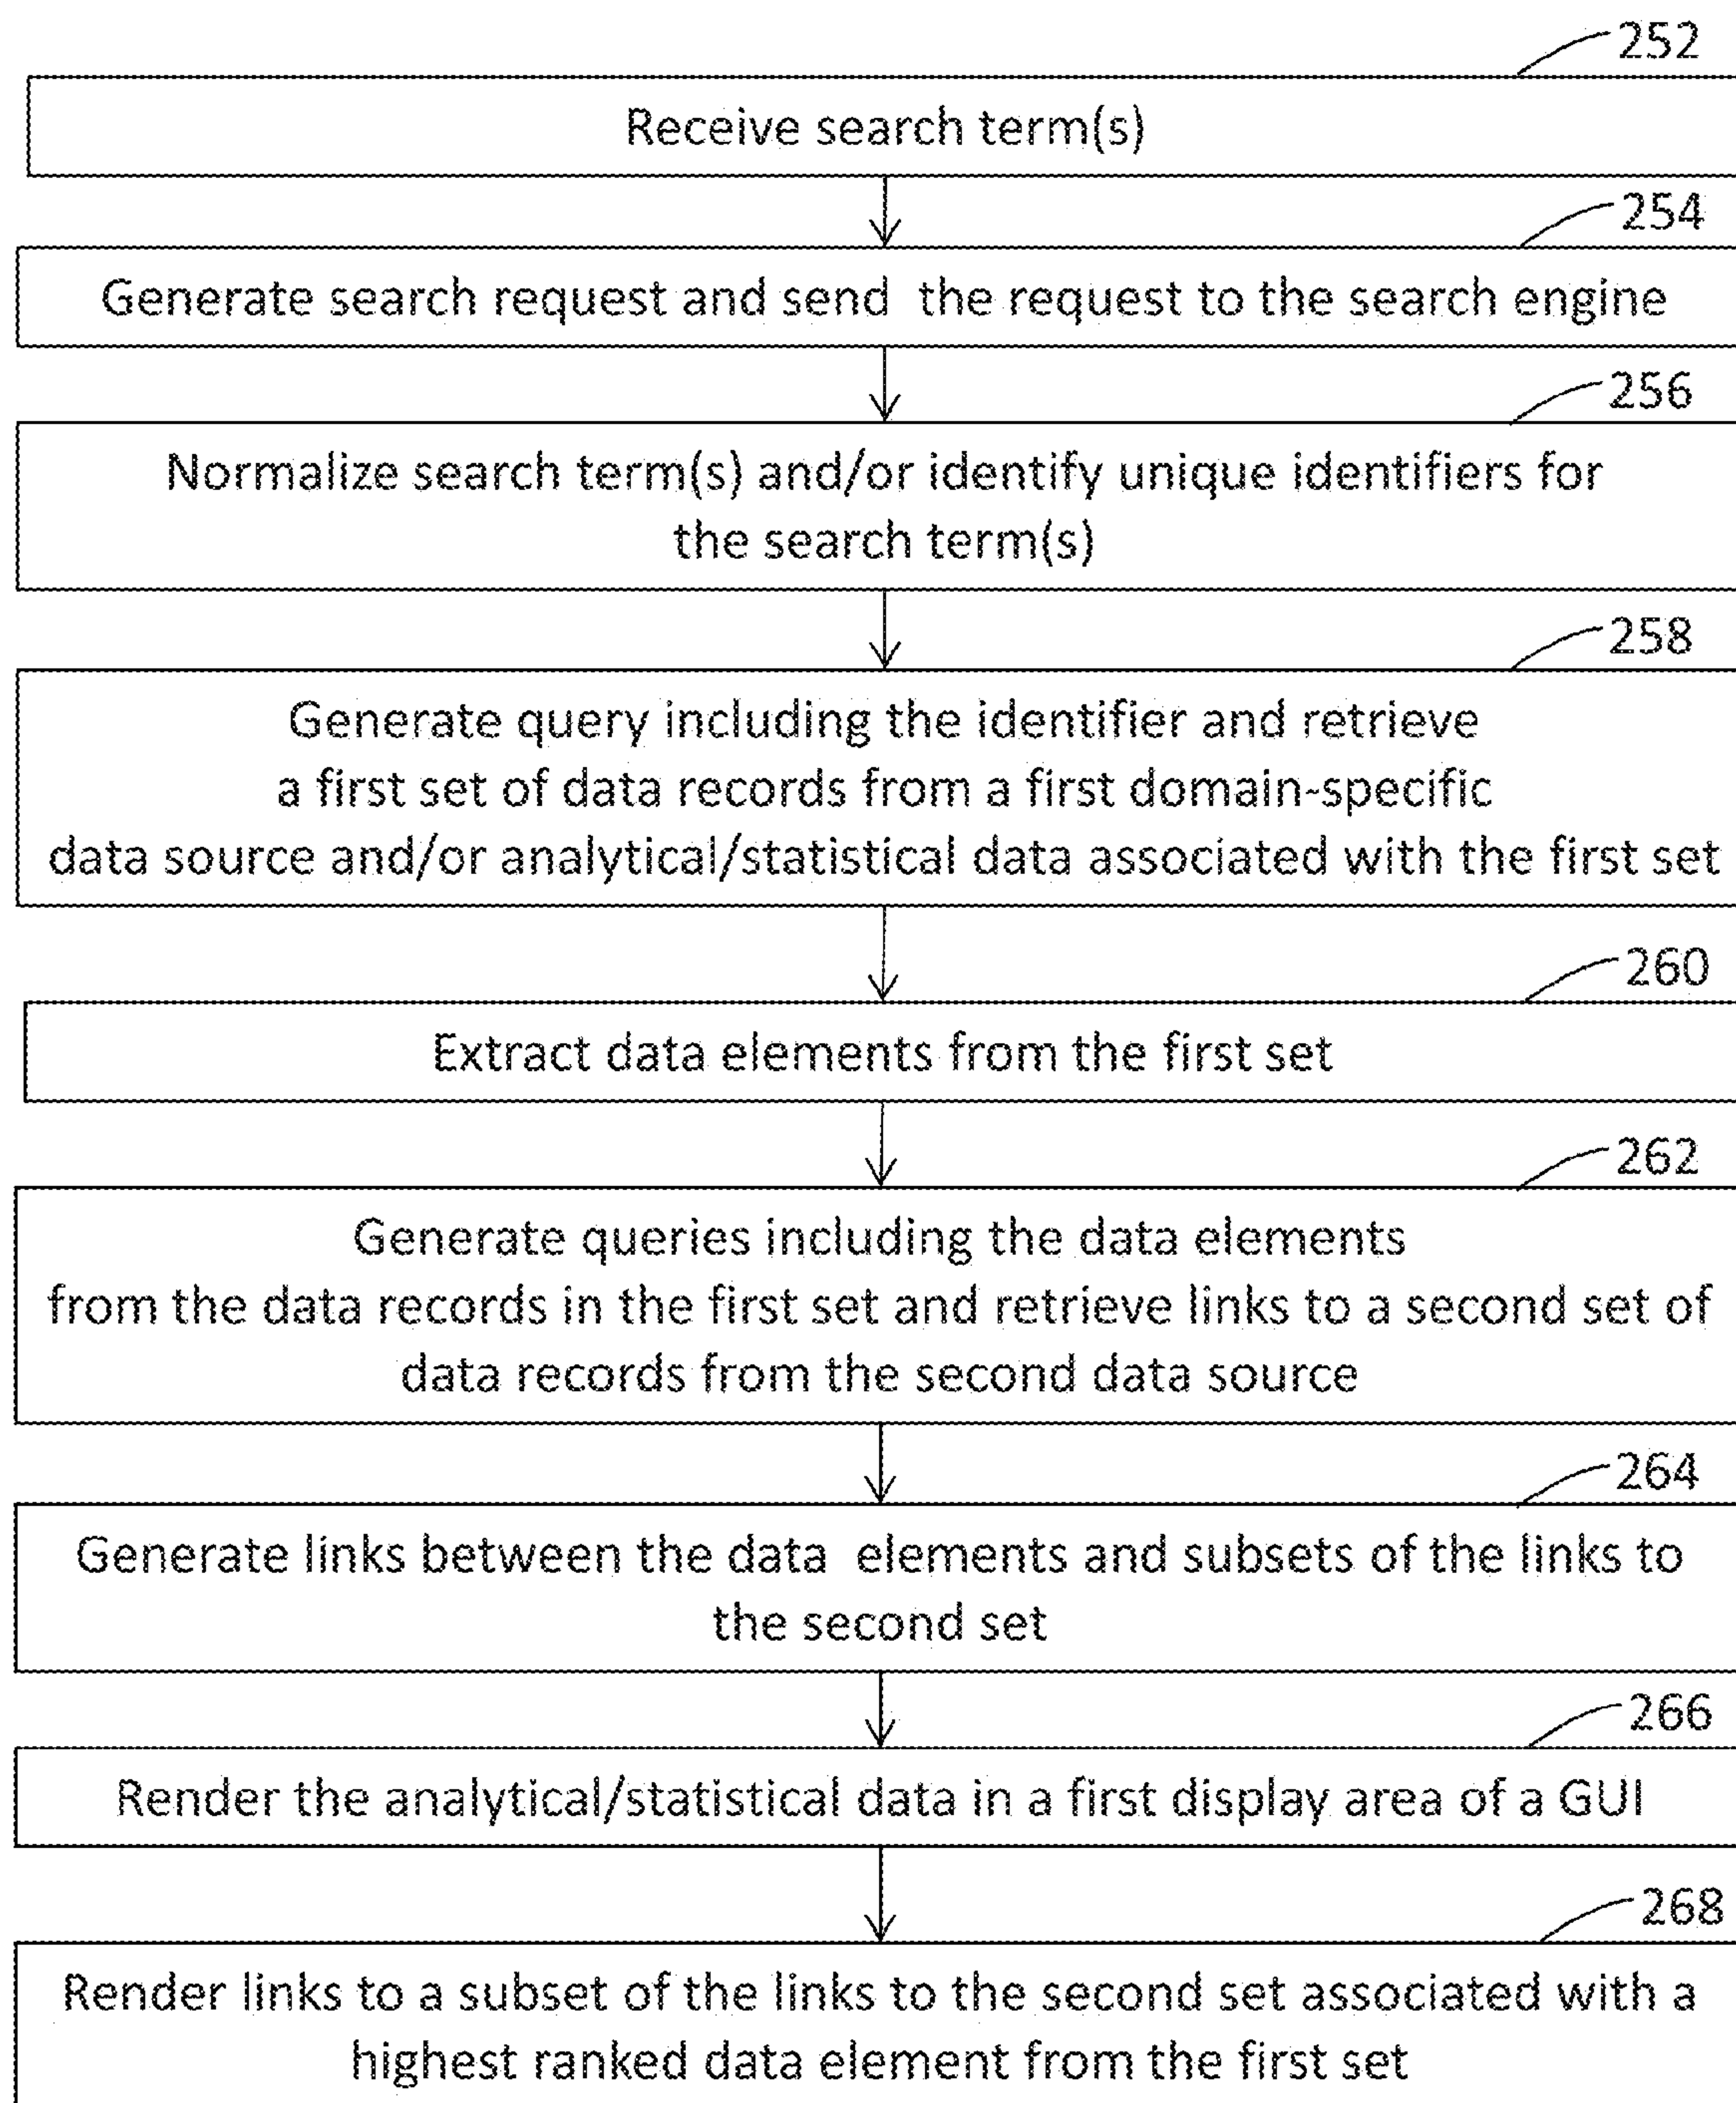 252
Receive search term(s)
254
Generate search request and send the request to the search engine
256
Normalize search term(s) and/or identify unique identifiers for
the search term(s)
258
Generate query including the identifier and retrieve
a first set of data records from a first domain-specific
data source and/or analytical/statistical data associated with the first set
260
Extract data elements from the first set
262
Generate queries including the data elements
from the data records in the first set and retrieve links to a second set of
data records from the second data source
264
Generate links between the data elements and subsets of the links to
the second set
266
Render the analytical/statistical data in a first display area of a GUI
268
Render links to a subset of the links to the second set associated with a
highest ranked data element from the first set